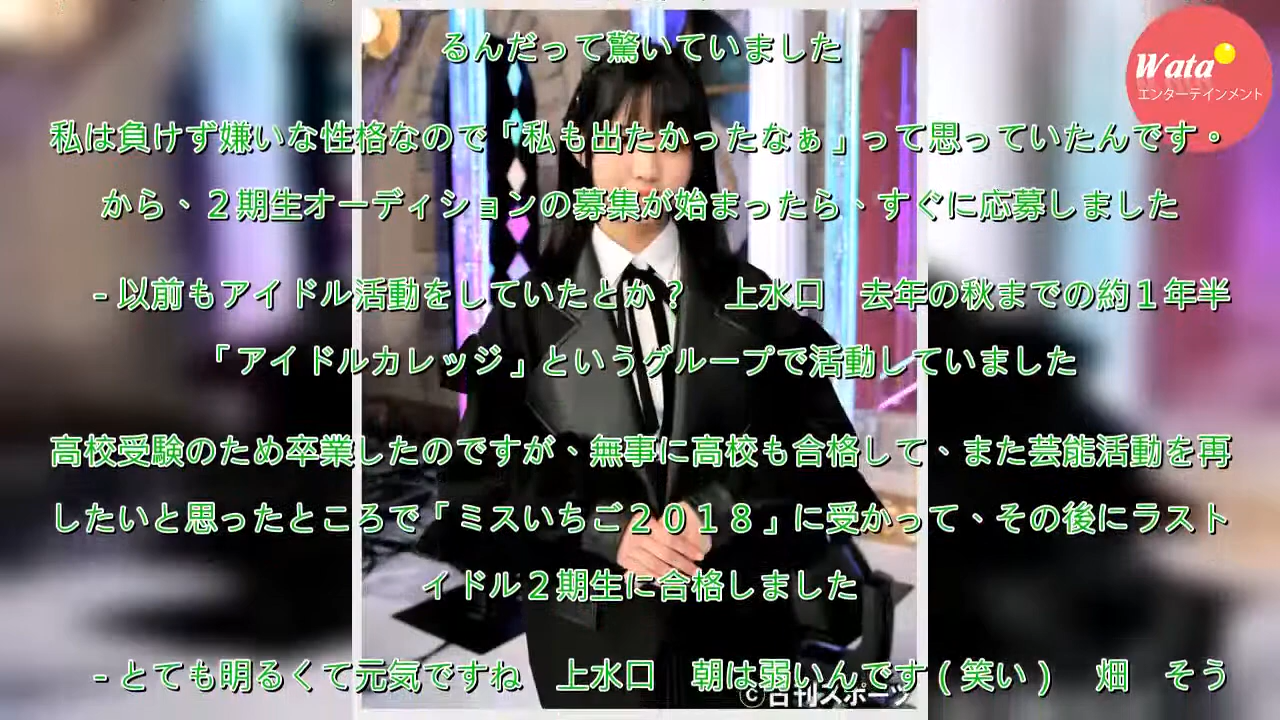 るんだって驚いていました
Wata
エンターテインメント
私は負けず嫌いな性格なので「私も出たかったなぁ」って思っていたんです・
から、２期生オーディションの募集が始まったら、すぐに応募しました
-以前もアイドル活動をしていたとか？　上水口　去年の秋までの約１年半
「アイドルカレッジ」というグループで活動していました
高校受験のため卒業したのですが、無事に高校も合格して、また芸能活動を再
したいと思ったところで「ミスいちご２０１８」に受かって、その後にラスト
イドル２期生に合格しました
-とても明るくて元気ですね　上水口　朝は弱いんです(笑い)　畑　そう
©日刊スポーツ